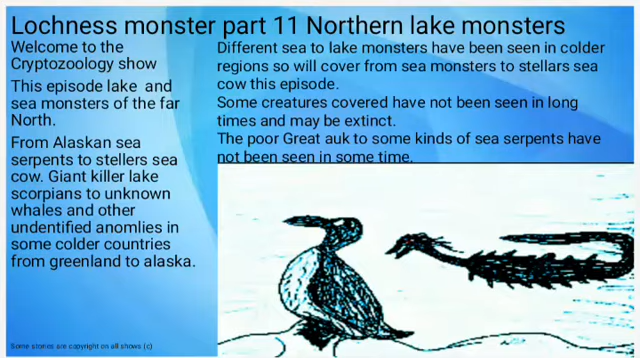 Lochness monster part 11 Northern lake monsters
Welcome to the
Cryptozoology show
This episode lake  and
sea monsters of the far
North.
From Alaskan sea
serpents to stellers sea
cow. Giant killer lake
scorpians to unknown
whales and other
undentified anomlies in
some colder countries
from greenland to alaska.
Different sea to lake monsters have been seen in colder
regions so will cover from sea monsters to stellars sea
cow this episode.
Some creatures covered have not been seen in long
times and may be extinct.
The poor Great auk to some kinds of sea serpents have
not been seen in some time.
Some stories are copyright on all shows (c)